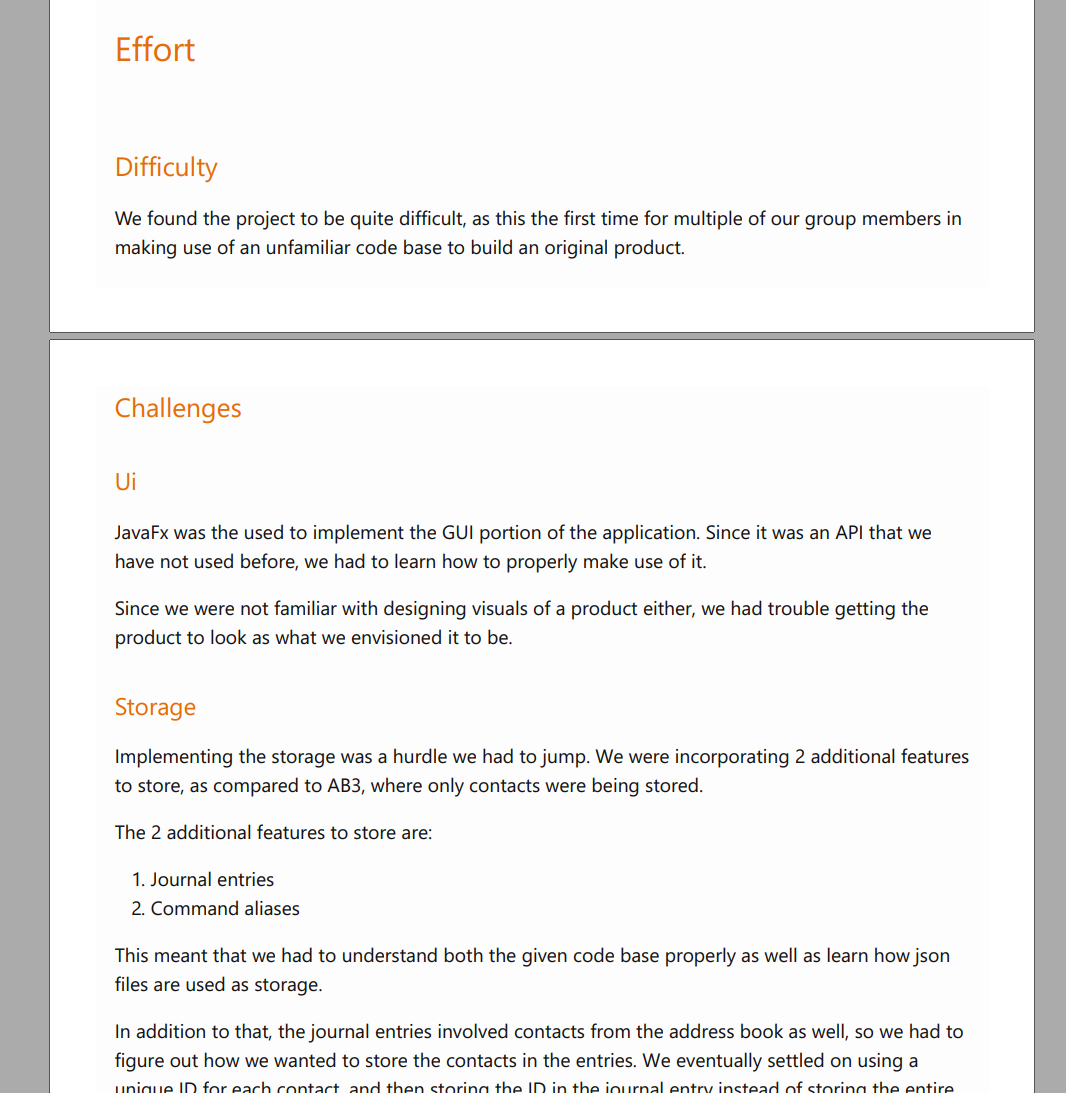 Effort
Difficulty
We found the project to be quite difficult, as this the first time for multiple of our group members in
making use of an unfamiliar code base to build an original product.
Challenges
Ui
JavaFx was the used to implement the GUI portion of the application. Since it was an API that we
have not used before, we had to learn how to properly make use of it.
Since we were not familiar with designing visuals of a product either, we had trouble getting the
product to look as what we envisioned it to be.
Storage
Implementing the storage was a hurdle we had to jump. We were incorporating 2 additional features
to store, as compared to AB3, where only contacts were being stored.
The 2 additional features to store are:
1. Journal entries
2. Command aliases
This meant that we had to understand both the given code base properly as well as learn how json
files are used as storage.
In addition to that, the journal entries involved contacts from the address book as well, so we had to
figure out how we wanted to store the contacts in the entries. We eventually settled on using a
unique ID for each contact, and then storing the ID in the journal entry instead of storing the entire